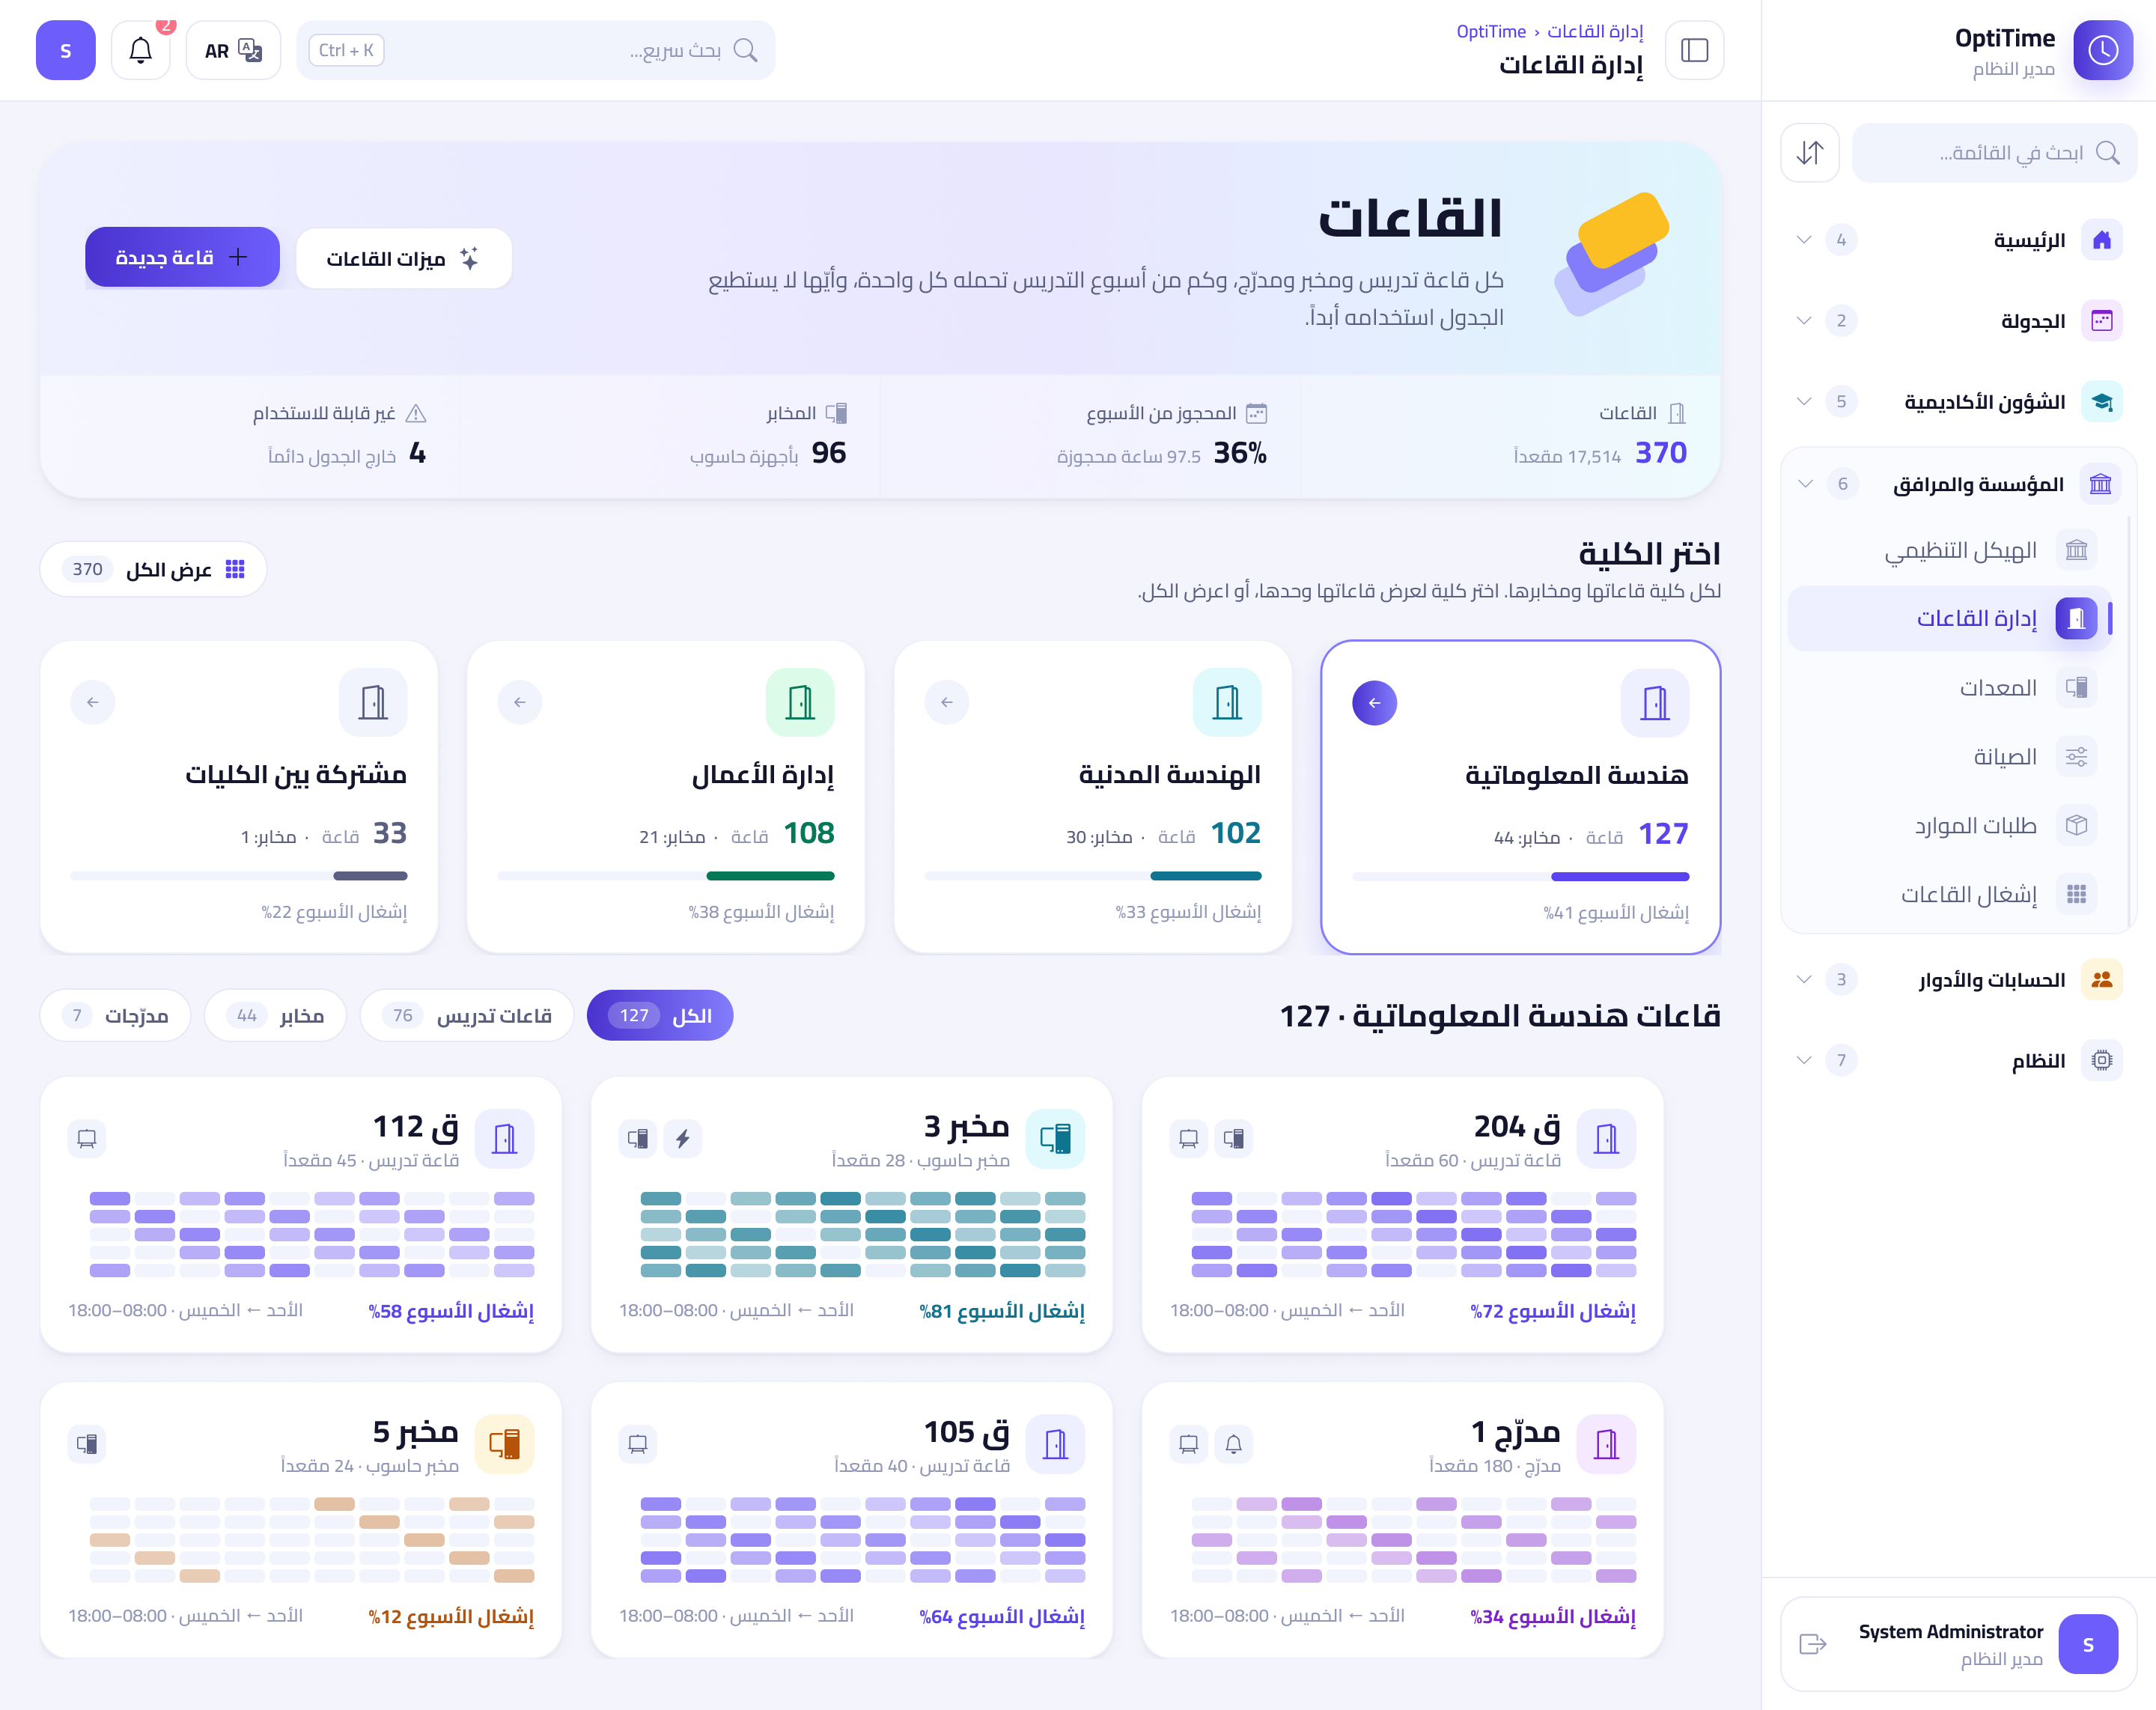 OptiTime
مدير النظام
ابحث في القائمة...
الرئيسية 4
الجدولة 2
الشؤون الأكاديمية 5
المؤسسة والمرافق 6
الهيكل التنظيمي
إدارة القاعات
المعدات
الصيانة
طلبات الموارد
إشغال القاعات
الحسابات والأدوار 3
النظام 7
System Administrator
مدير النظام
S
إدارة القاعات ‹ OptiTime
إدارة القاعات
بحث سريع... Ctrl + K
AR
2
S
القاعات
كل قاعة تدريس ومخبر ومدرّج، وكم من أسبوع التدريس تحمله كل واحدة، وأيّها لا يستطيع
الجدول استخدامه أبداً.
ميزات القاعات
قاعة جديدة
القاعات
370 17,514 مقعداً
المحجوز من الأسبوع
36% 97.5 ساعة محجوزة
المخابر
96 بأجهزة حاسوب
غير قابلة للاستخدام
4 خارج الجدول دائماً
اختر الكلية
لكل كلية قاعاتها ومخابرها. اختر كلية لعرض قاعاتها وحدها، أو اعرض الكل.
عرض الكل 370
هندسة المعلوماتية
127 قاعة · مخابر: 44
إشغال الأسبوع 41%
الهندسة المدنية
102 قاعة · مخابر: 30
إشغال الأسبوع 33%
إدارة الأعمال
108 قاعة · مخابر: 21
إشغال الأسبوع 38%
مشتركة بين الكليات
33 قاعة · مخابر: 1
إشغال الأسبوع 22%
قاعات هندسة المعلوماتية · 127
الكل 127
قاعات تدريس 76
مخابر 44
مدرّجات 7
ق 204
قاعة تدريس · 60 مقعداً
إشغال الأسبوع 72%
الأحد ← الخميس · 08:00–18:00
مخبر 3
مخبر حاسوب · 28 مقعداً
إشغال الأسبوع 81%
الأحد ← الخميس · 08:00–18:00
ق 112
قاعة تدريس · 45 مقعداً
إشغال الأسبوع 58%
الأحد ← الخميس · 08:00–18:00
مدرّج 1
مدرّج · 180 مقعداً
إشغال الأسبوع 34%
الأحد ← الخميس · 08:00–18:00
ق 105
قاعة تدريس · 40 مقعداً
إشغال الأسبوع 64%
الأحد ← الخميس · 08:00–18:00
مخبر 5
مخبر حاسوب · 24 مقعداً
إشغال الأسبوع 12%
الأحد ← الخميس · 08:00–18:00